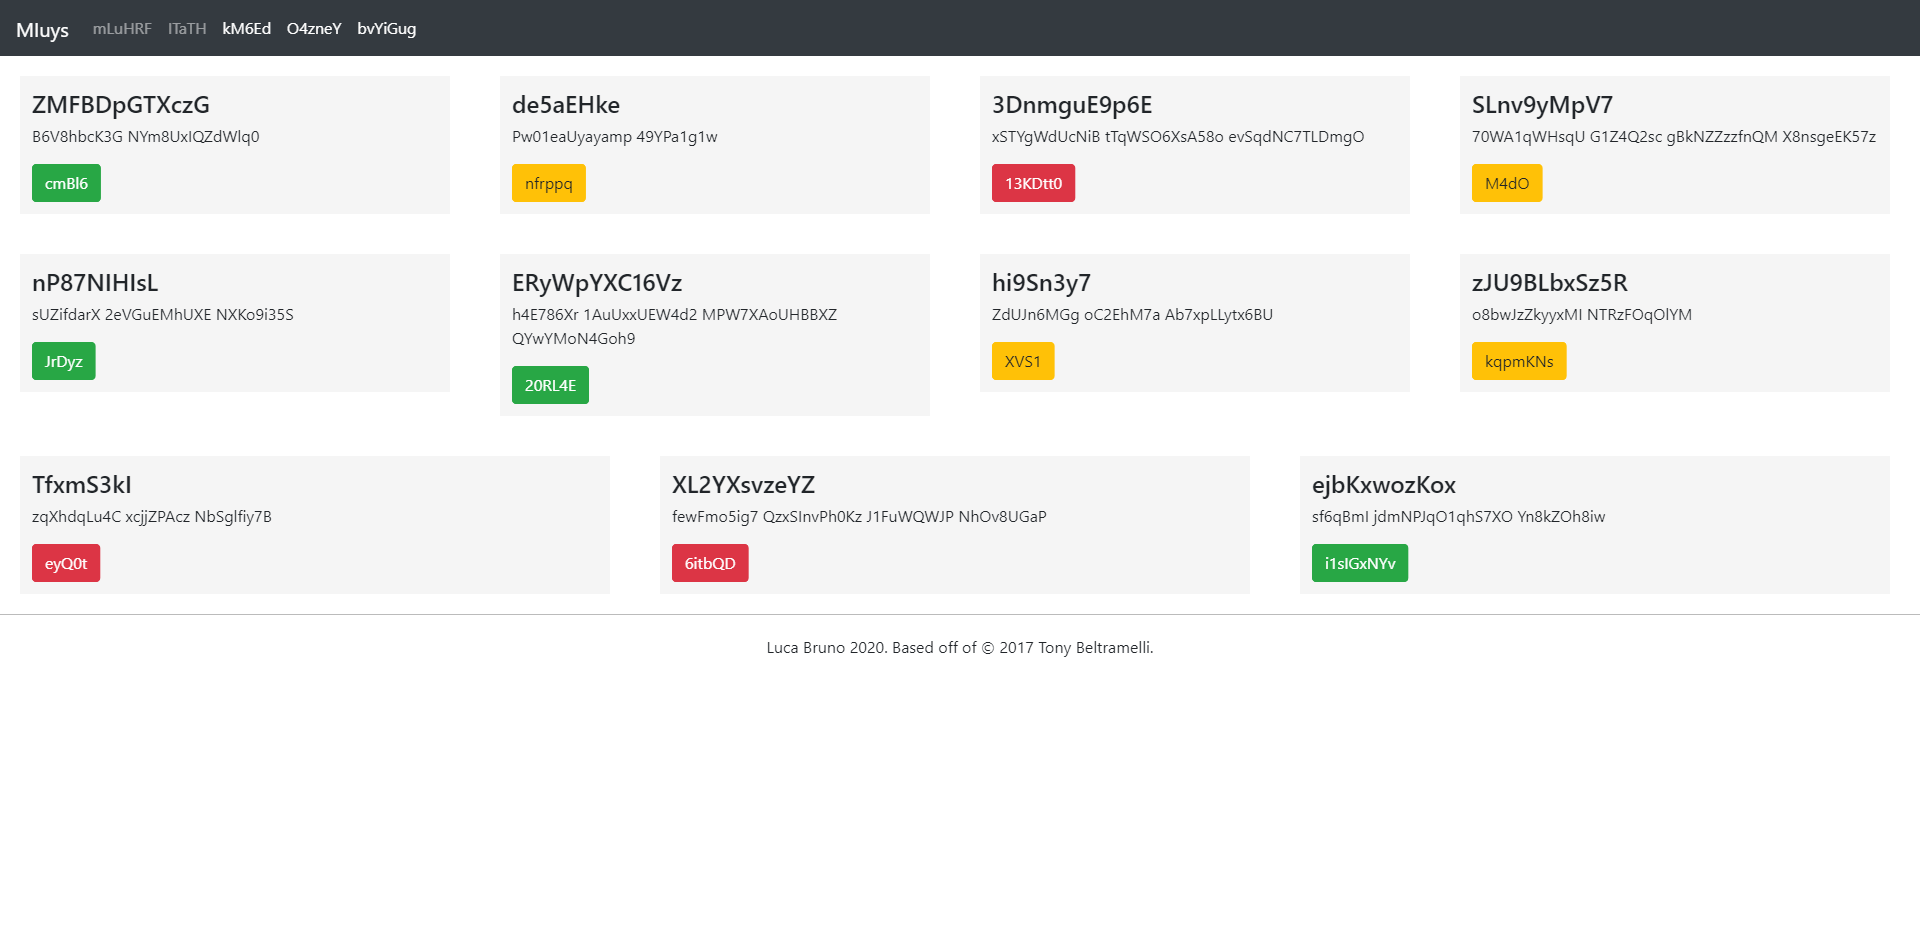 Mluys mLuHRF lTaTH kM6Ed O4zneY bvYiGug
ZMFBDpGTXczG
B6V8hbcK3G NYm8UxIQZdWlq0
cmBl6
de5aEHke
Pw01eaUyayamp 49YPa1g1w
nfrppq
3DnmguE9p6E
xSTYgWdUcNiB tTqWSO6XsA58o evSqdNC7TLDmgO
13KDtt0
SLnv9yMpV7
70WA1qWHsqU G1Z4Q2sc gBkNZZzzfnQM X8nsgeEK57z
M4dO
nP87NIHIsL
sUZifdarX 2eVGuEMhUXE NXKo9i35S
JrDyz
ERyWpYXC16Vz
h4E786Xr 1AuUxxUEW4d2 MPW7XAoUHBBXZ
QYwYMoN4Goh9
20RL4E
hi9Sn3y7
ZdUJn6MGg oC2EhM7a Ab7xpLLytx6BU
XVS1
zJU9BLbxSz5R
o8bwJzZkyyxMI NTRzFOqOlYM
kqpmKNs
TfxmS3kI
zqXhdqLu4C xcjjZPAcz NbSglfiy7B
eyQ0t
XL2YXsvzeYZ
fewFmo5ig7 QzxSInvPh0Kz J1FuWQWJP NhOv8UGaP
6itbQD
ejbKxwozKox
sf6qBmI jdmNPJqO1qhS7XO Yn8kZOh8iw
i1sIGxNYv
Luca Bruno 2020. Based off of © 2017 Tony Beltramelli.